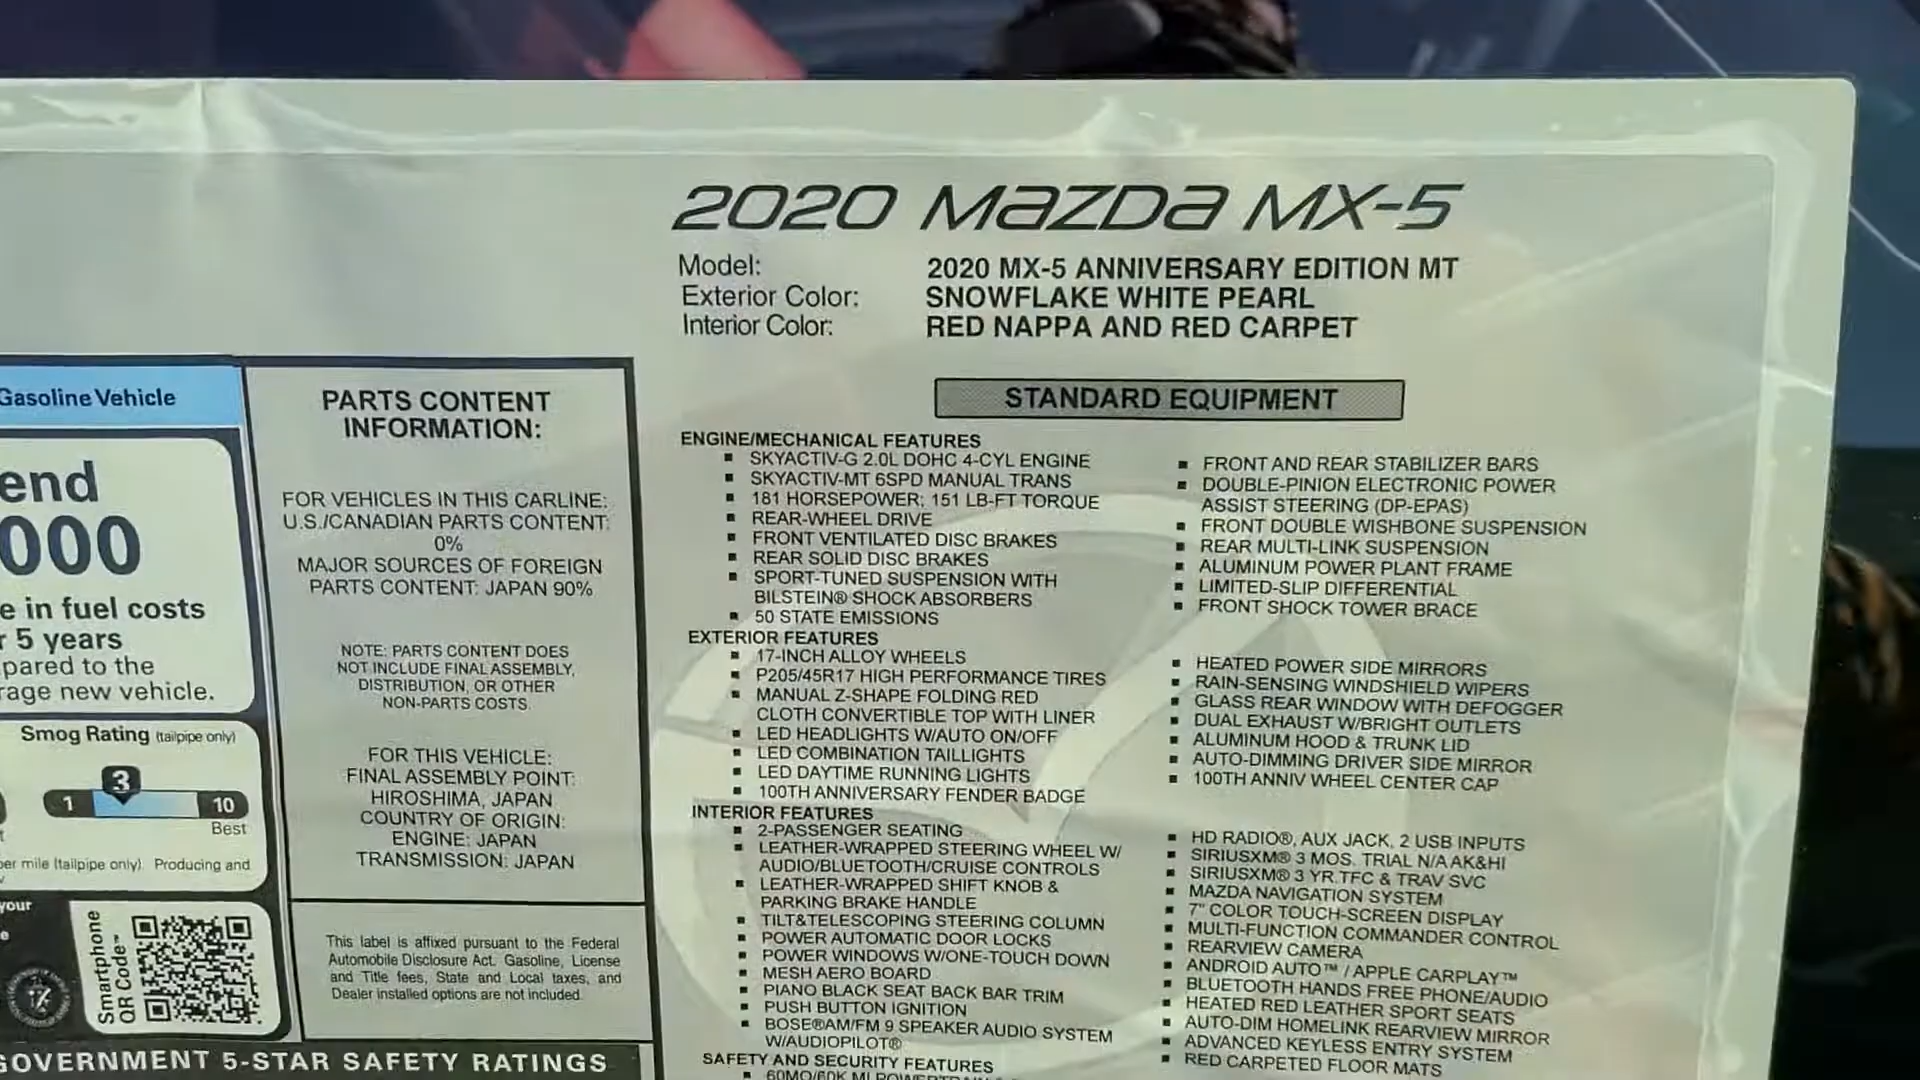 2020 Mazda MX-5
Model: 2020 MX-5 ANNIVERSARY EDITION MT
Exterior Color: SNOWFLAKE WHITE PEARL
Interior Color: RED NAPPA AND RED CARPET
STANDARD EQUIPMENT
ENGINE/MECHANICAL FEATURES
▪ SKYACTIV-G 2.0L DOHC 4-CYL ENGINE
▪ SKYACTIV-MT 6SPD MANUAL TRANS
▪ 181 HORSEPOWER; 151 LB-FT TORQUE
▪ REAR-WHEEL DRIVE
▪ FRONT VENTILATED DISC BRAKES
▪ REAR SOLID DISC BRAKES
▪ SPORT-TUNED SUSPENSION WITH
BILSTEIN® SHOCK ABSORBERS
▪ 50 STATE EMISSIONS
▪ FRONT AND REAR STABILIZER BARS
▪ DOUBLE-PINION ELECTRONIC POWER
ASSIST STEERING (DP-EPAS)
▪ FRONT DOUBLE WISHBONE SUSPENSION
▪ REAR MULTI-LINK SUSPENSION
▪ ALUMINUM POWER PLANT FRAME
▪ LIMITED-SLIP DIFFERENTIAL
▪ FRONT SHOCK TOWER BRACE
EXTERIOR FEATURES
▪ 17-INCH ALLOY WHEELS
▪ P205/45R17 HIGH PERFORMANCE TIRES
▪ MANUAL Z-SHAPE FOLDING RED
CLOTH CONVERTIBLE TOP WITH LINER
▪ LED HEADLIGHTS W/AUTO ON/OFF
▪ LED COMBINATION TAILLIGHTS
▪ LED DAYTIME RUNNING LIGHTS
▪ 100TH ANNIVERSARY FENDER BADGE
▪ HEATED POWER SIDE MIRRORS
▪ RAIN-SENSING WINDSHIELD WIPERS
▪ GLASS REAR WINDOW WITH DEFOGGER
▪ DUAL EXHAUST W/BRIGHT OUTLETS
▪ ALUMINUM HOOD & TRUNK LID
▪ AUTO-DIMMING DRIVER SIDE MIRROR
▪ 100TH ANNIV WHEEL CENTER CAP
INTERIOR FEATURES
▪ 2-PASSENGER SEATING
▪ LEATHER-WRAPPED STEERING WHEEL W/
AUDIO/BLUETOOTH/CRUISE CONTROLS
▪ LEATHER-WRAPPED SHIFT KNOB &
PARKING BRAKE HANDLE
▪ TILT&TELESCOPING STEERING COLUMN
▪ POWER AUTOMATIC DOOR LOCKS
▪ POWER WINDOWS W/ONE-TOUCH DOWN
▪ MESH AERO BOARD
▪ PIANO BLACK SEAT BACK BAR TRIM
▪ PUSH BUTTON IGNITION
▪ BOSE®AM/FM 9 SPEAKER AUDIO SYSTEM
W/AUDIOPILOT®
▪ HD RADIO®, AUX JACK, 2 USB INPUTS
▪ SIRIUSXM® 3 MOS. TRIAL N/A AK&HI
▪ SIRIUSXM® 3 YR.TFC & TRAV SVC
▪ MAZDA NAVIGATION SYSTEM
▪ 7" COLOR TOUCH-SCREEN DISPLAY
▪ MULTI-FUNCTION COMMANDER CONTROL
▪ REARVIEW CAMERA
▪ ANDROID AUTO™ / APPLE CARPLAY™
▪ BLUETOOTH HANDS FREE PHONE/AUDIO
▪ HEATED RED LEATHER SPORT SEATS
▪ AUTO-DIM HOMELINK REARVIEW MIRROR
▪ ADVANCED KEYLESS ENTRY SYSTEM
▪ RED CARPETED FLOOR MATS
SAFETY AND SECURITY FEATURES
Gasoline Vehicle
end
000
e in fuel costs
r 5 years
pared to the
rage new vehicle.
Smog Rating (tailpipe only)
3
1 10
Best
per mile (tailpipe only). Producing and
your
e
Smartphone
QR Code™
PARTS CONTENT
INFORMATION:
FOR VEHICLES IN THIS CARLINE:
U.S./CANADIAN PARTS CONTENT:
0%
MAJOR SOURCES OF FOREIGN
PARTS CONTENT: JAPAN 90%
NOTE: PARTS CONTENT DOES
NOT INCLUDE FINAL ASSEMBLY,
DISTRIBUTION, OR OTHER
NON-PARTS COSTS.
FOR THIS VEHICLE:
FINAL ASSEMBLY POINT:
HIROSHIMA, JAPAN
COUNTRY OF ORIGIN:
ENGINE: JAPAN
TRANSMISSION: JAPAN
This label is affixed pursuant to the Federal
Automobile Disclosure Act. Gasoline, License
and Title fees, State and Local taxes, and
Dealer installed options are not included.
GOVERNMENT 5-STAR SAFETY RATINGS